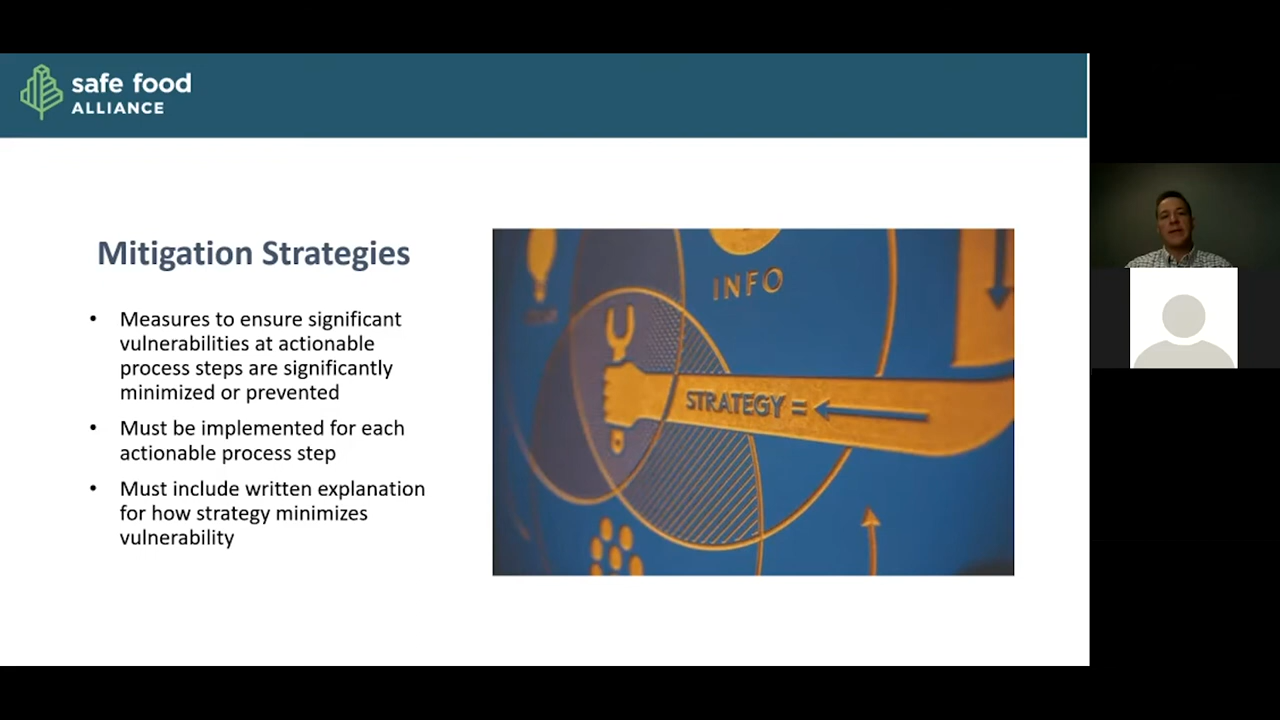 safe food
ALLIANCE
Mitigation Strategies
• Measures to ensure significant
vulnerabilities at actionable
process steps are significantly
minimized or prevented
• Must be implemented for each
actionable process step
• Must include written explanation
for how strategy minimizes
vulnerability
INFO
STRATEGY =